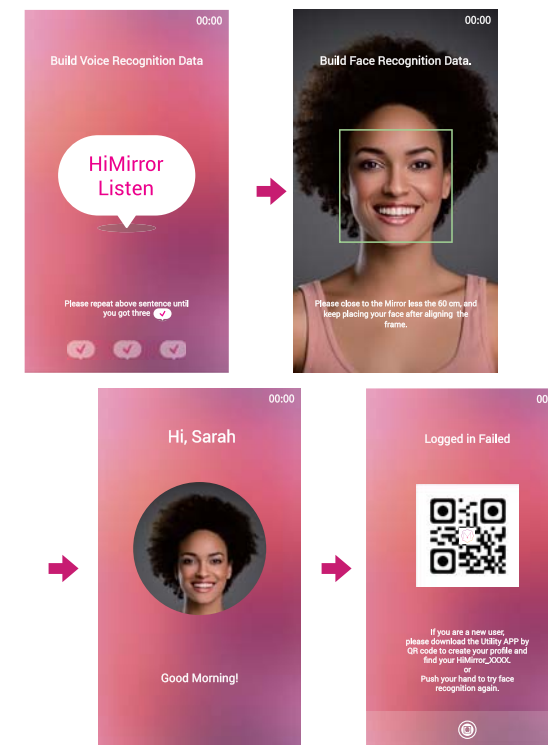 00:00
Build Voice Recognition Data
HiMirror
Listen
Please repeat above sentence until
you got three
00:00
Build Face Recognition Data.
Please close to the Mirror less the 60 cm, and
keep placing your face after aligning the
frame.
00:00
Hi, Sarah
Good Morning!
00
Logged in Failed
If you are a new user,
please download the Utility APP by
QR code to create your profile and
find your HiMirror_XXXX.
or
Push your hand to try face
recognition again.